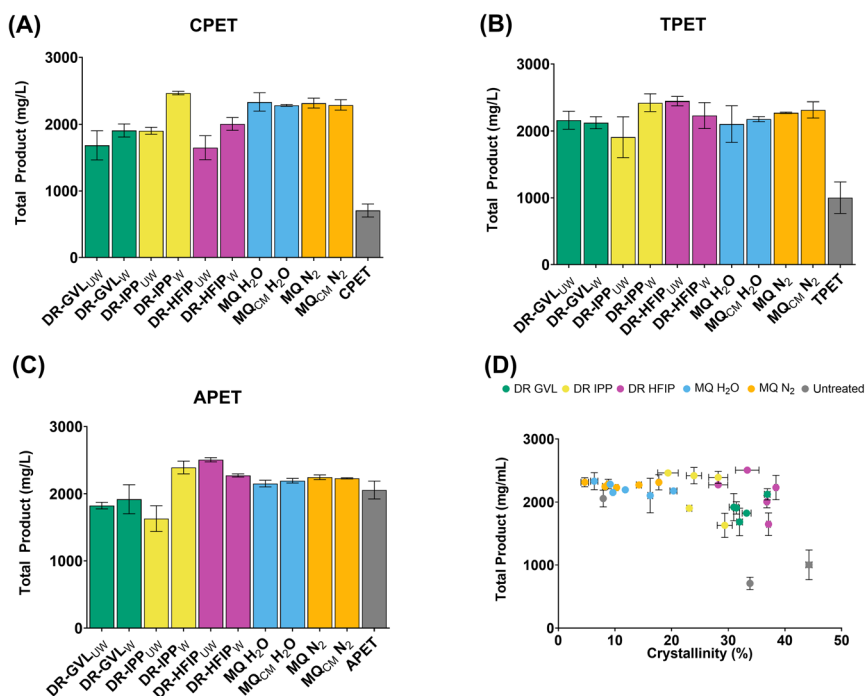 (A)
CPET
Total Product (mg/L)
3000
2000
1000
0
DR-GVLUW
DR-GVLW
DR-IPPUW
DR-IPPW
DR-HFIPUW
DR-HFIPW
MQ H2O
MQCM H2O
MQ N2
MQCM N2
CPET
(B)
TPET
Total Product (mg/L)
3000
2000
1000
0
DR-GVLUW
DR-GVLW
DR-IPPUW
DR-IPPW
DR-HFIPUW
DR-HFIPW
MQ H2O
MQCM H2O
MQ N2
MQCM N2
TPET
(C)
APET
Total Product (mg/L)
3000
2000
1000
0
DR-GVLUW
DR-GVLW
DR-IPPUW
DR-IPPW
DR-HFIPUW
DR-HFIPW
MQ H2O
MQCM H2O
MQ N2
MQCM N2
APET
(D)
DR GVL DR IPP DR HFIP MQ H2O MQ N2 Untreated
Total Product (mg/mL)
3000
2000
1000
0
0 10 20 30 40 50
Crystallinity (%)